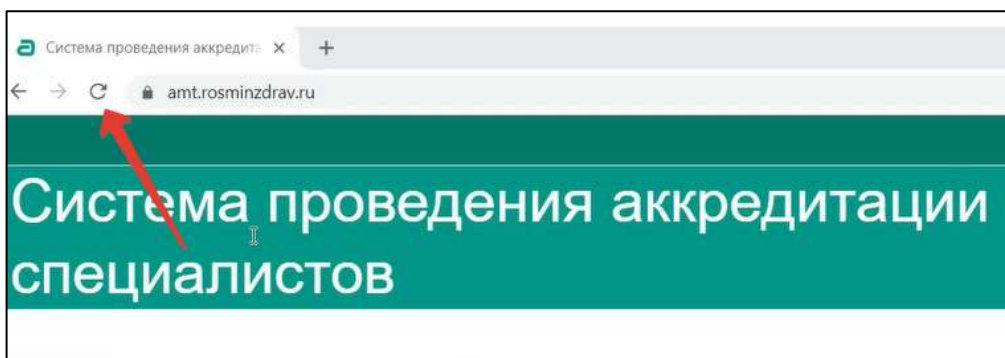 Система проведения аккредита
amt.rosminzdrav.ru
Система проведения аккредитации
специалистов